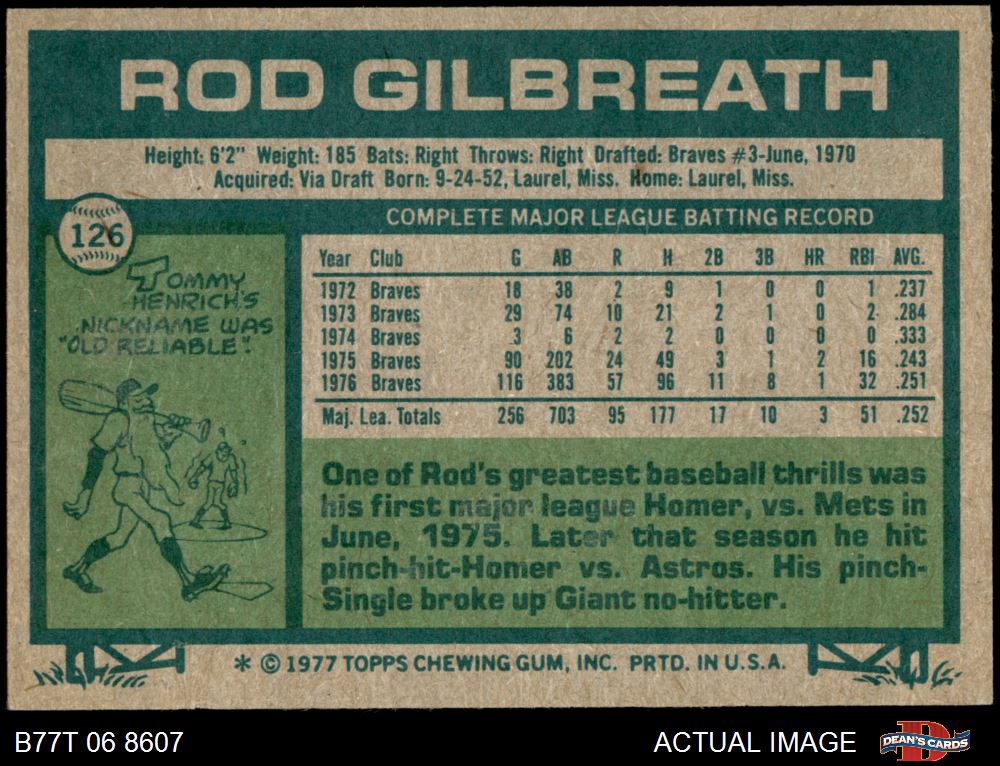 ROD GILBREATH
Height: 6'2" Weight: 185 Bats: Right Throws: Right Drafted: Braves #3-June, 1970
Acquired: Via Draft Born: 9-24-52, Laurel, Miss. Home: Laurel, Miss.
126
TOMMY
HENRICH'S
NICKNAME WAS
"OLD RELIABLE".
COMPLETE MAJOR LEAGUE BATTING RECORD
Year Club G AB R H 2B 3B HR RBI AVG.
1972 Braves 18 38 2 9 1 0 0 1 .237
1973 Braves 29 74 10 21 2 1 0 2 .284
1974 Braves 3 6 2 2 0 0 0 0 .333
1975 Braves 90 202 24 49 3 1 2 16 .243
1976 Braves 116 383 57 96 11 8 1 32 .251
Maj. Lea. Totals 256 703 95 177 17 10 3 51 .252
One of Rod's greatest baseball thrills was
his first major league Homer, vs. Mets in
June, 1975. Later that season he hit
pinch-hit-Homer vs. Astros. His pinch-
Single broke up Giant no-hitter.
* © 1977 TOPPS CHEWING GUM, INC. PRTD. IN U.S.A.
B77T 06 8607
ACTUAL IMAGE
D
DEAN'S CARDS